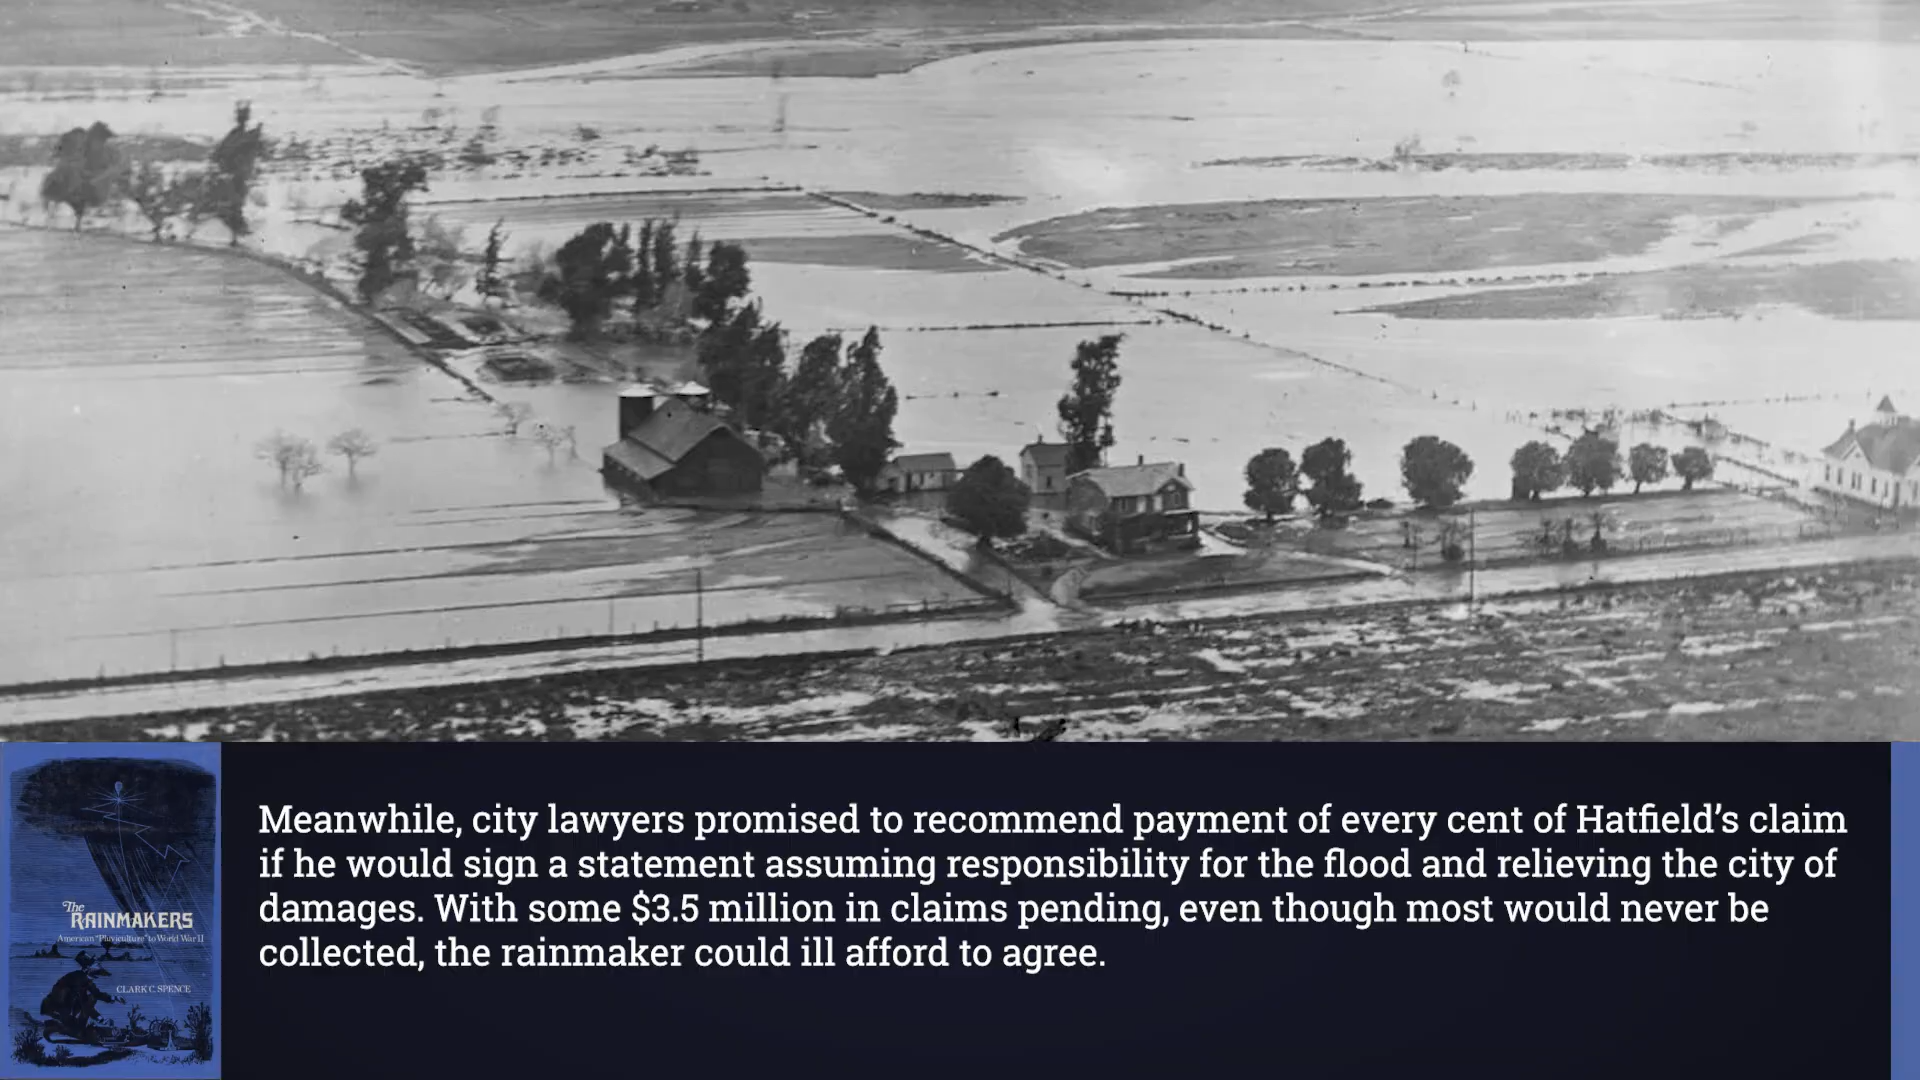 Meanwhile, city lawyers promised to recommend payment of every cent of Hatfield’s claim
if he would sign a statement assuming responsibility for the flood and relieving the city of
damages. With some $3.5 million in claims pending, even though most would never be
collected, the rainmaker could ill afford to agree.
The
RAINMAKERS
American "Pluviculture" to World War II
CLARK C. SPENCE